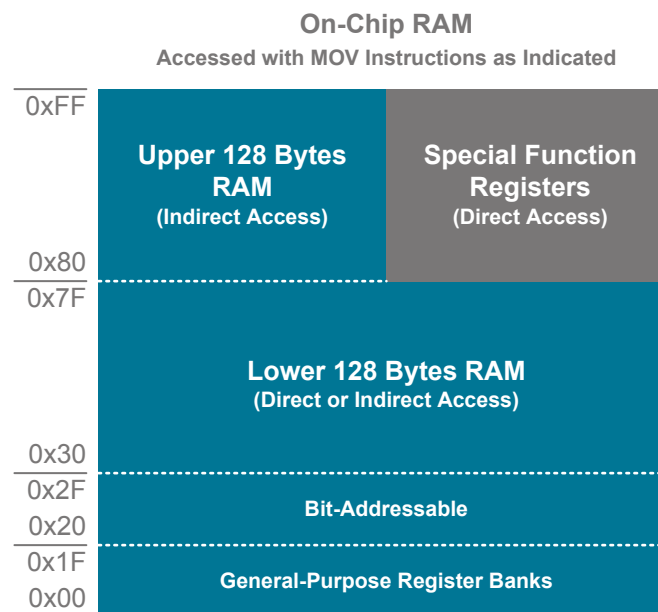 On-Chip RAM
Accessed with MOV Instructions as Indicated
0xFF
Upper 128 Bytes
RAM
(Indirect Access)
Special Function
Registers
(Direct Access)
0x80
0x7F
Lower 128 Bytes RAM
(Direct or Indirect Access)
0x30
0x2F
Bit-Addressable
0x20
0x1F
General-Purpose Register Banks
0x00